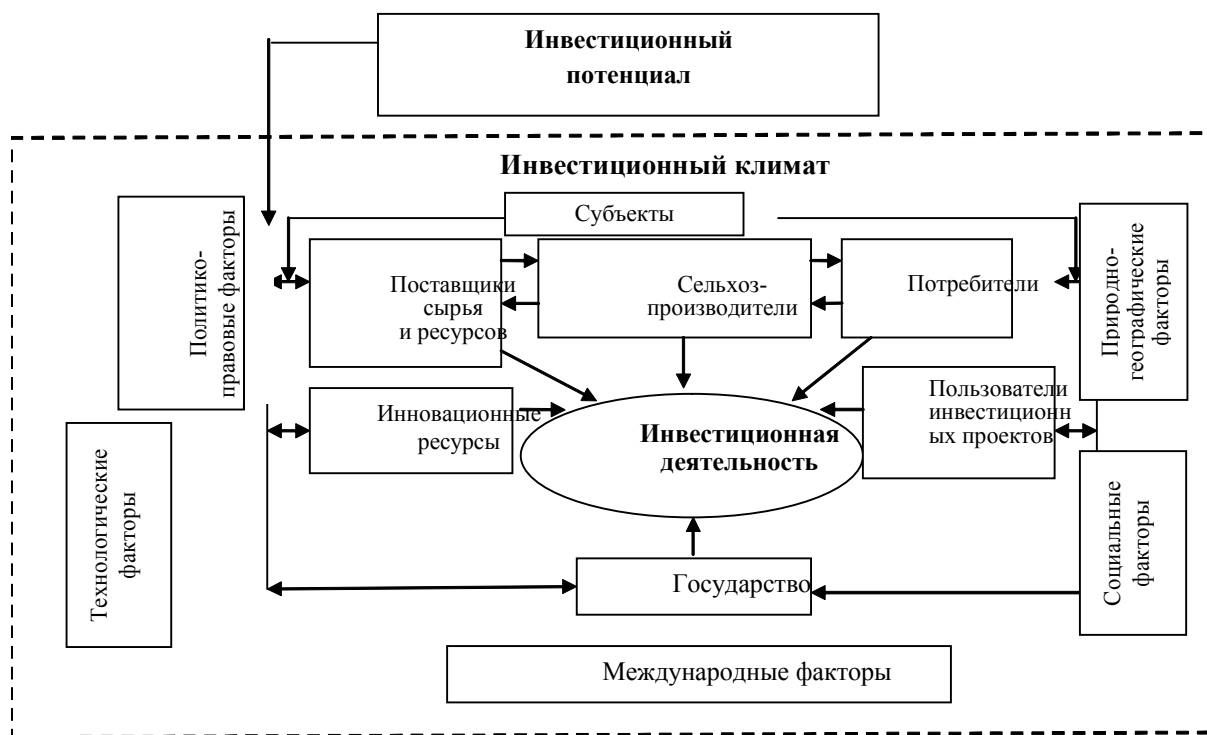 Инвестиционный
потенциал
Инвестиционный климат
Субъекты
Политико-
правовые факторы
Поставщики
сырья
и ресурсов
Сельхоз-
производители
Потребители
Природно-
географические
факторы
Инновационные
ресурсы
Инвестиционная
деятельность
Пользователи
инвестиционн
ых проектов
Технологические
факторы
Государство
Социальные
факторы
Международные факторы